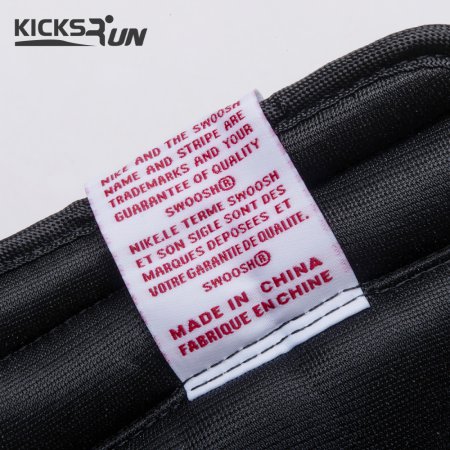 KICKSRUN
NIKE AND THE SWOOSH
NAME AND STRIPE ARE
TRADEMARKS AND YOUR
GUARANTEE OF QUALITY
SWOOSH®
NIKE.LE TERME SWOOSH
ET SON SIGLE SONT DES
MARQUES DEPOSEES ET
VOTRE GARANTIE DE QUALITE.
SWOOSH®
MADE IN CHINA
FABRIQUE EN CHINE